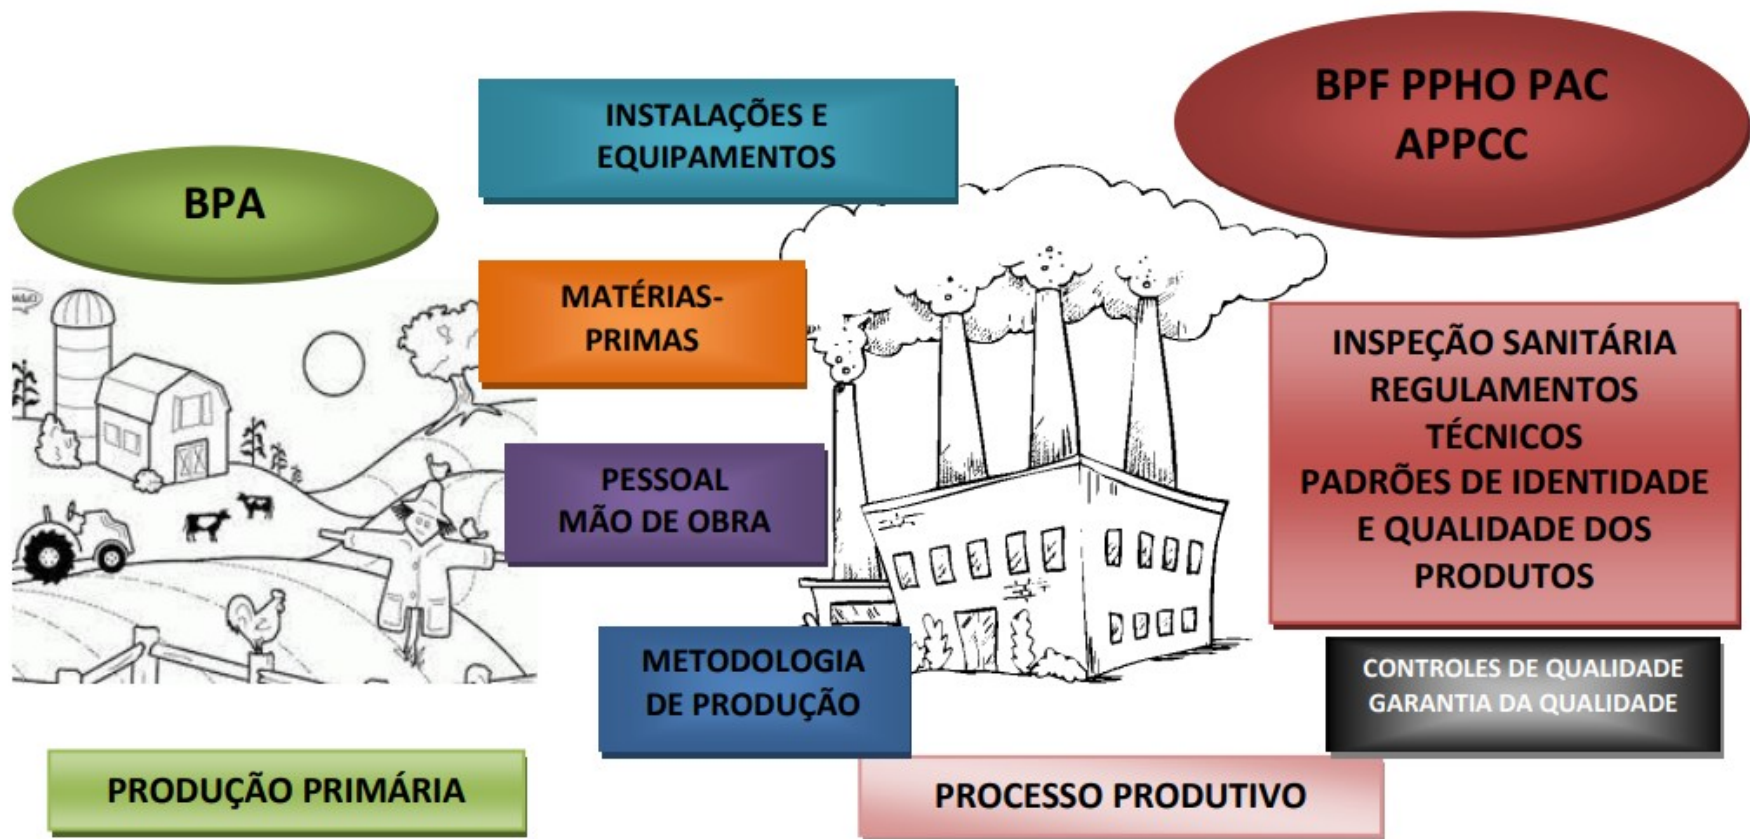 BPA
INSTALAÇÕES E
EQUIPAMENTOS
BPF PPHO PAC
APPCC
MATÉRIAS-
PRIMAS
PESSOAL
MÃO DE OBRA
METODOLOGIA
DE PRODUÇÃO
INSPEÇÃO SANITÁRIA
REGULAMENTOS
TÉCNICOS
PADRÕES DE IDENTIDADE
E QUALIDADE DOS
PRODUTOS
CONTROLES DE QUALIDADE
GARANTIA DA QUALIDADE
PRODUÇÃO PRIMÁRIA
PROCESSO PRODUTIVO